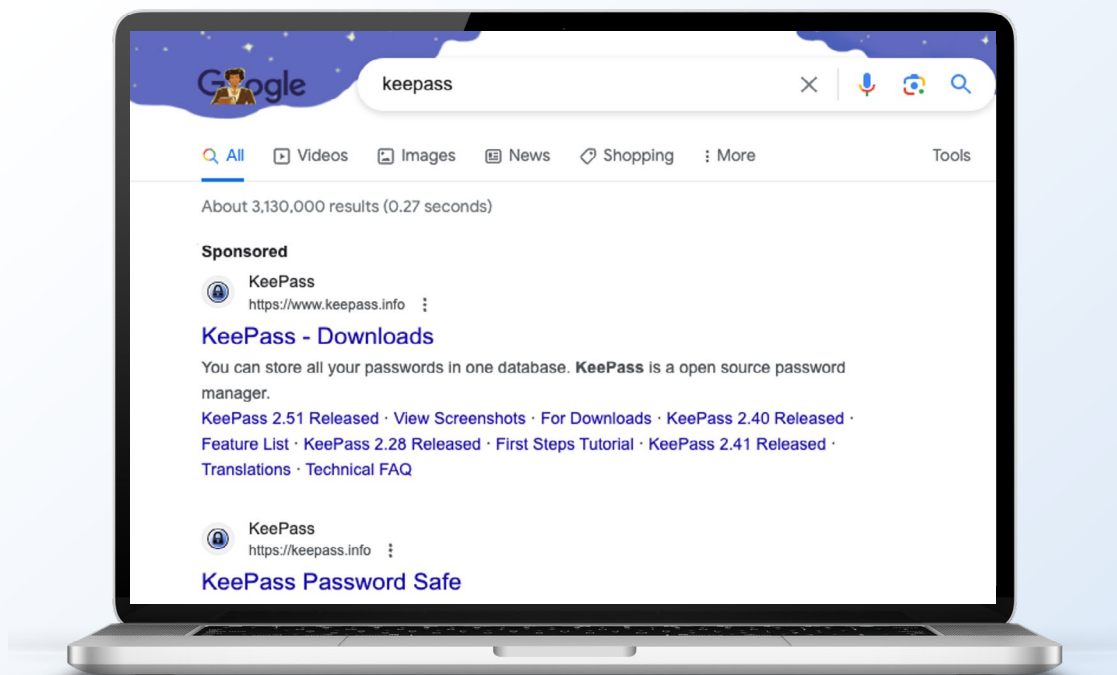 Google
keepass
All Videos Images News Shopping More Tools
About 3,130,000 results (0.27 seconds)
Sponsored
KeePass
https://www.keepass.info
KeePass - Downloads
You can store all your passwords in one database. KeePass is a open source password
manager.
KeePass 2.51 Released · View Screenshots · For Downloads · KeePass 2.40 Released ·
Feature List · KeePass 2.28 Released · First Steps Tutorial · KeePass 2.41 Released ·
Translations · Technical FAQ
KeePass
https://keepass.info
KeePass Password Safe